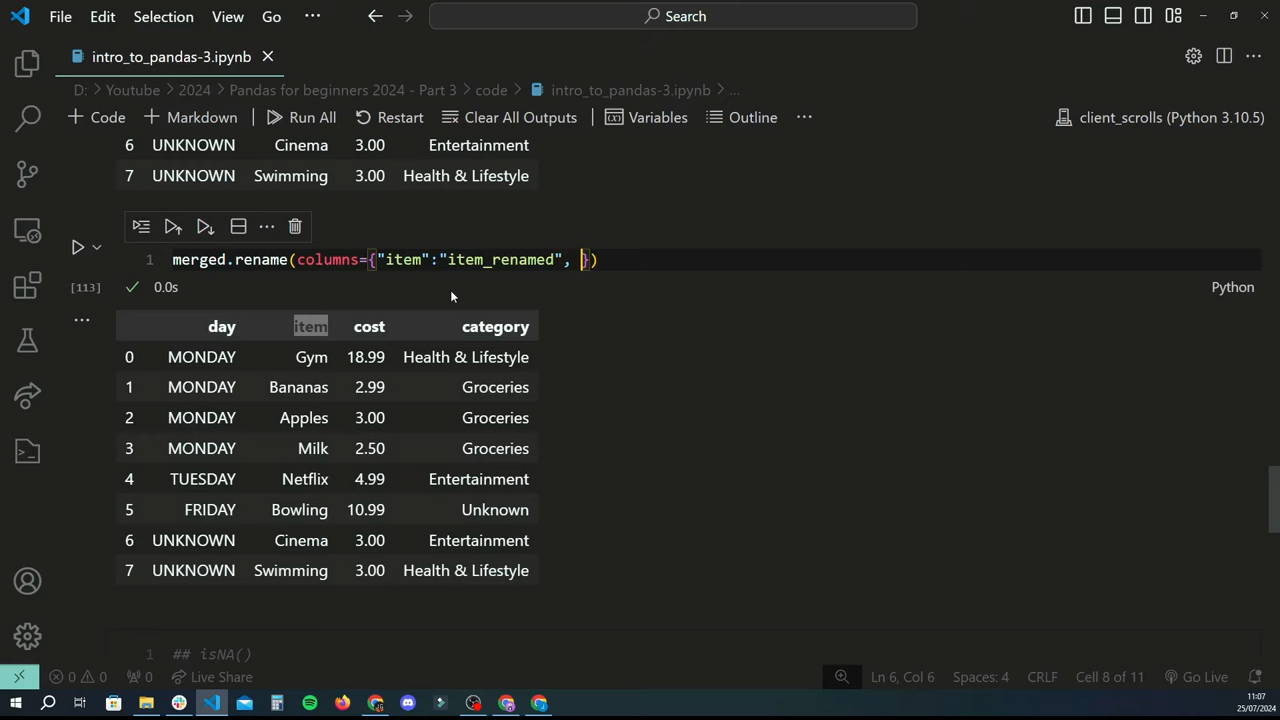 File Edit Selection View Go ··· Search
intro_to_pandas-3.ipynb
D: > Youtube > 2024 > Pandas for beginners 2024 - Part 3 > code > intro_to_pandas-3.ipynb > ...
+ Code + Markdown Run All Restart Clear All Outputs Variables Outline ··· client_scrolls (Python 3.10.5)
6 UNKNOWN Cinema 3.00 Entertainment
7 UNKNOWN Swimming 3.00 Health & Lifestyle
1 merged.rename(columns={"item":"item_renamed", })
[113] 0.0s Python
day item cost category
0 MONDAY Gym 18.99 Health & Lifestyle
1 MONDAY Bananas 2.99 Groceries
2 MONDAY Apples 3.00 Groceries
3 MONDAY Milk 2.50 Groceries
4 TUESDAY Netflix 4.99 Entertainment
5 FRIDAY Bowling 10.99 Unknown
6 UNKNOWN Cinema 3.00 Entertainment
7 UNKNOWN Swimming 3.00 Health & Lifestyle
1 ## isNA()
0 0 0 Live Share Ln 6, Col 6 Spaces: 4 CRLF Cell 8 of 11 Go Live
11:07
25/07/2024